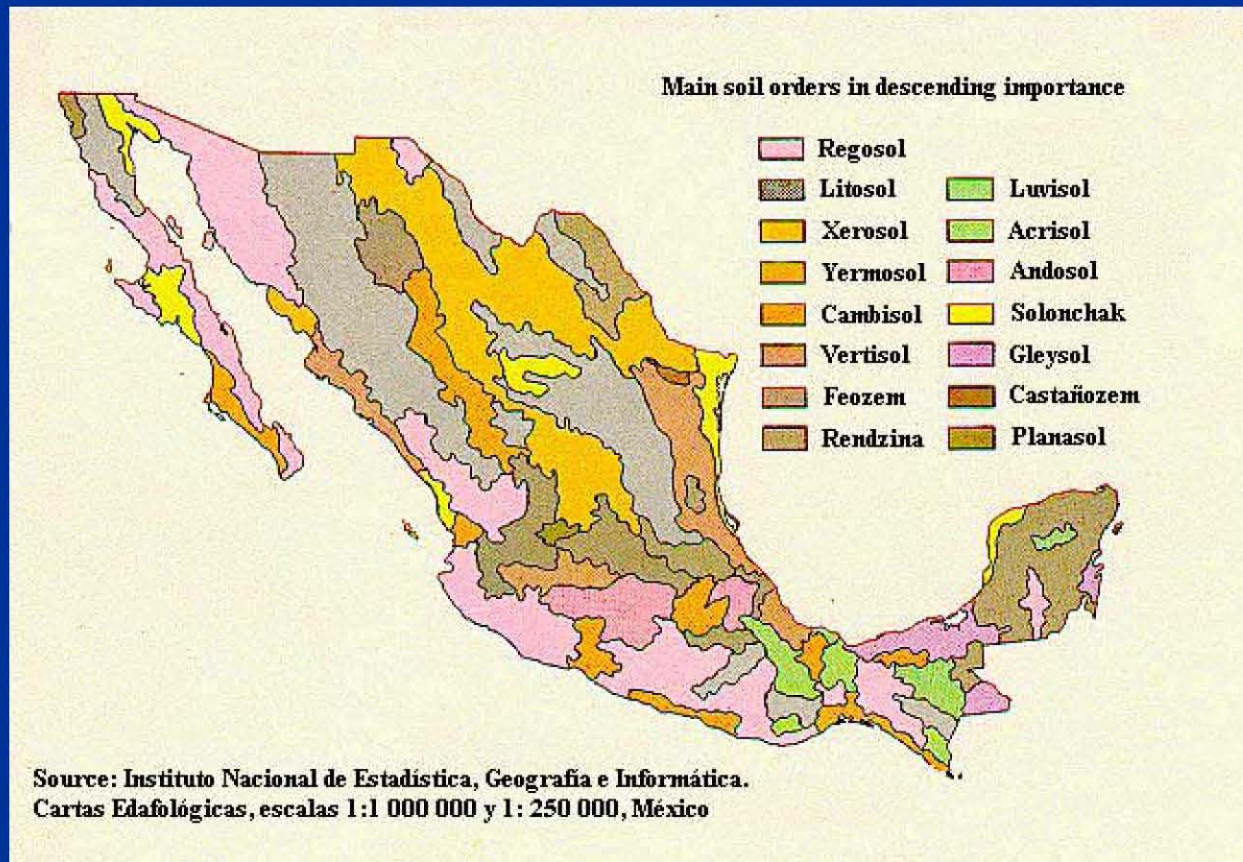 Main soil orders in descending importance
Regosol
Litosol
Xerosol
Yermosol
Cambisol
Vertisol
Feozem
Rendzina
Luvisol
Acrisol
Andosol
Solonchak
Gleysol
Castañozem
Planasol
Source: Instituto Nacional de Estadística, Geografía e Informática.
Cartas Edafológicas, escalas 1:1 000 000 y 1: 250 000, México